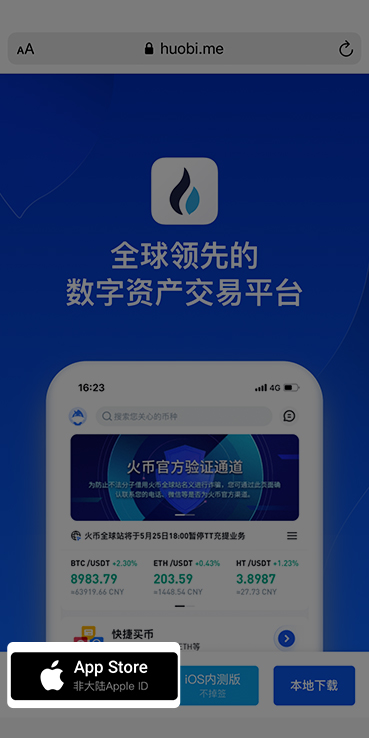 AA huobi.me
全球领先的
数字资产交易平台
16:23 4G
搜索您关心的币种
火币官方验证通道
为防止不法分子借用火币全球站名义进行诈骗，您可通过此页面确
认联系您的电话、微信等是否为火币官方渠道。
火币全球站将于5月25日18:00暂停TT充提业务
BTC /USDT +2.30% ETH /USDT +0.43% HT /USDT +1.23%
8983.79 203.59 3.8987
≈63919.66 CNY ≈1448.54 CNY ≈27.73 CNY
快捷买币
ETH等
App Store
非大陆Apple ID
iOS内测版
不掉签
本地下载